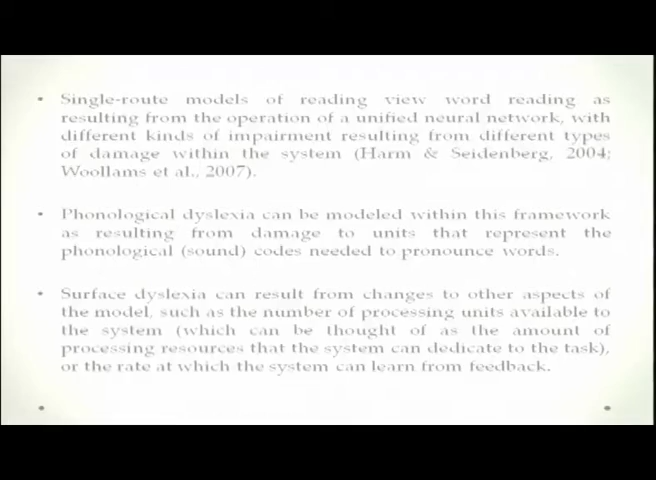 • Single-route models of reading view word reading as
resulting from the operation of a unified neural network, with
different kinds of impairment resulting from different types
of damage within the system (Harm & Seidenberg, 2004;
Woollams et al., 2007).
• Phonological dyslexia can be modeled within this framework
as resulting from damage to units that represent the
phonological (sound) codes needed to pronounce words.
• Surface dyslexia can result from changes to other aspects of
the model, such as the number of processing units available to
the system (which can be thought of as the amount of
processing resources that the system can dedicate to the task),
or the rate at which the system can learn from feedback.